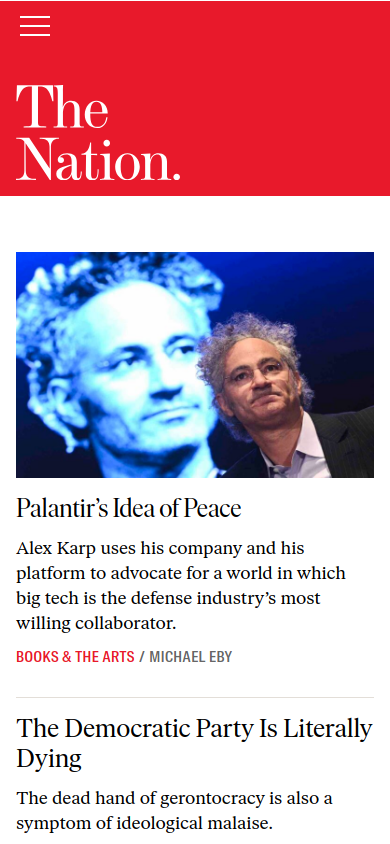 The
Nation.
Palantir’s Idea of Peace
Alex Karp uses his company and his
platform to advocate for a world in which
big tech is the defense industry’s most
willing collaborator.
BOOKS & THE ARTS / MICHAEL EBY
The Democratic Party Is Literally
Dying
The dead hand of gerontocracy is also a
symptom of ideological malaise.